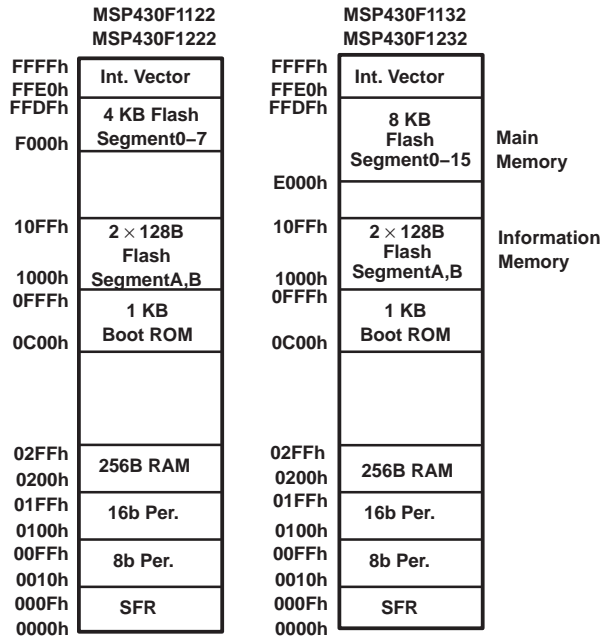 MSP430F1122
MSP430F1222
FFFFh
Int. Vector
FFE0h
FFDFh
4 KB Flash
Segment0–7
F000h
10FFh
2 × 128B
Flash
SegmentA,B
1000h
0FFFh
1 KB
Boot ROM
0C00h
02FFh
256B RAM
0200h
01FFh
16b Per.
0100h
00FFh
8b Per.
0010h
000Fh
SFR
0000h
MSP430F1132
MSP430F1232
FFFFh
Int. Vector
FFE0h
FFDFh
8 KB
Flash
Segment0–15
E000h
Main
Memory
10FFh
2 × 128B
Flash
SegmentA,B
1000h
Information
Memory
0FFFh
1 KB
Boot ROM
0C00h
02FFh
256B RAM
0200h
01FFh
16b Per.
0100h
00FFh
8b Per.
0010h
000Fh
SFR
0000h